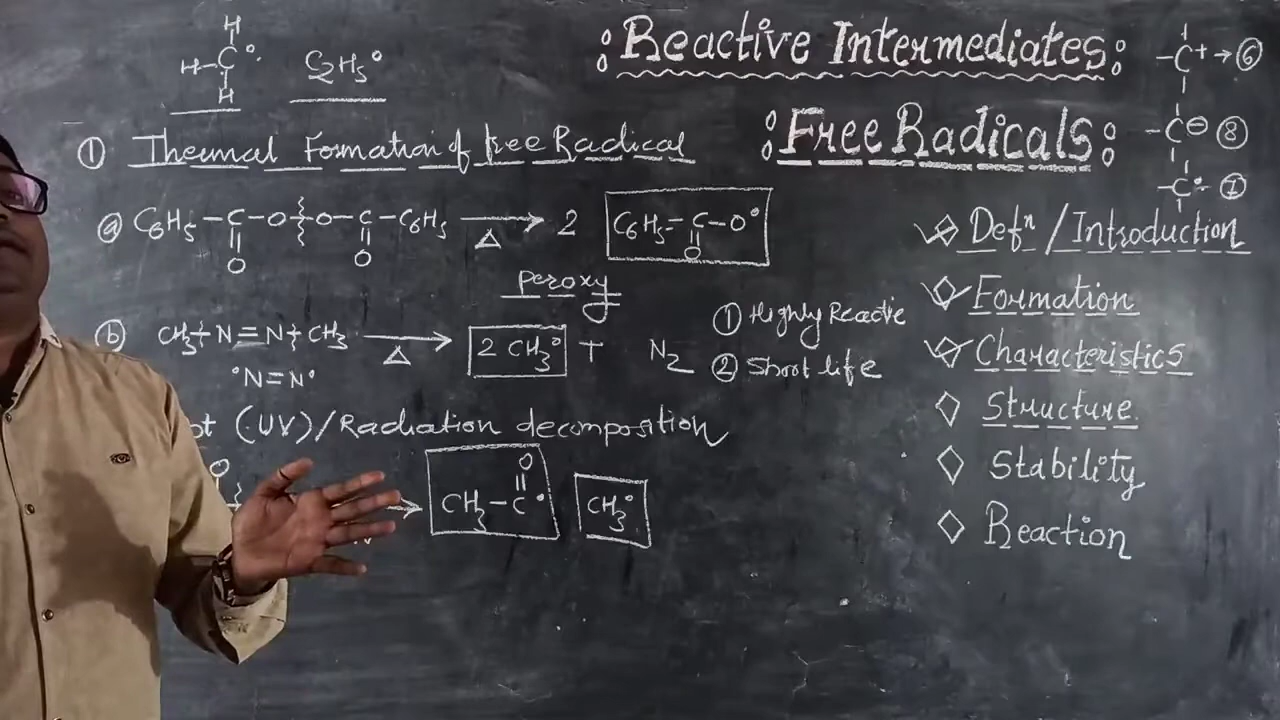 :Reactive Intermediates:
:Free Radicals:
H
H–C°
H
C2H5°
–C+→6
–C⊖ 8
–C• 7
① Thermal Formation of free Radical
ⓐ C6H5–C–O–O–C–C6H5 → 2 C6H5–C–O°
O O Δ O
Peroxy
ⓑ CH3–N=N–CH3 → 2 CH3° + N2
Δ
°N=N°
① Highly Reactive
② Short life
(UV)/Radiation decomposition
O
O
CH3–C• CH3°
Defn/Introduction
Formation
Characteristics
Structure.
Stability
Reaction